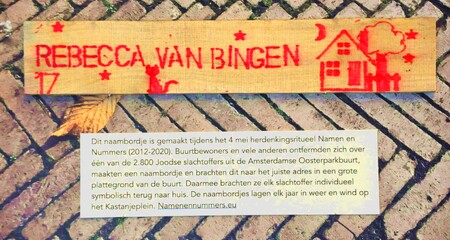 REBECCA VAN BINGEN
17
Dit naambordje is gemaakt tijdens het 4 mei herdenkingsritueel Namen en
Nummers (2012-2020). Buurtbewoners en vele anderen ontfermden zich over
één van de 2.800 Joodse slachtoffers uit de Amsterdamse Oosterparkbuurt,
maakten een naambordje en brachten dit naar het juiste adres in een grote
plattegrond van de buurt. Daarmee brachten ze elk slachtoffer individueel
symbolisch terug naar huis. De naambordjes lagen elk jaar in weer en wind op
het Kastanjeplein. Namenennummers.eu